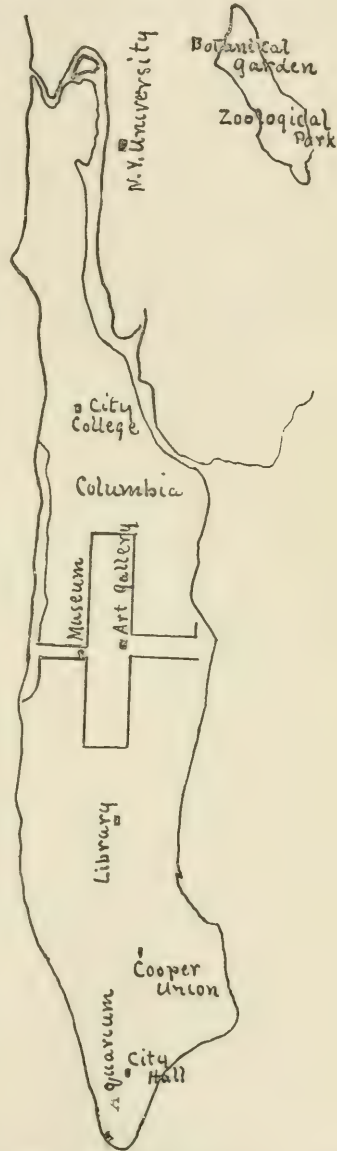 Botanical
Garden
Zoological
Park
N.Y. University
City
College
Columbia
Museum
Art gallery
Library
Cooper
Union
Aquarium
City
Hall